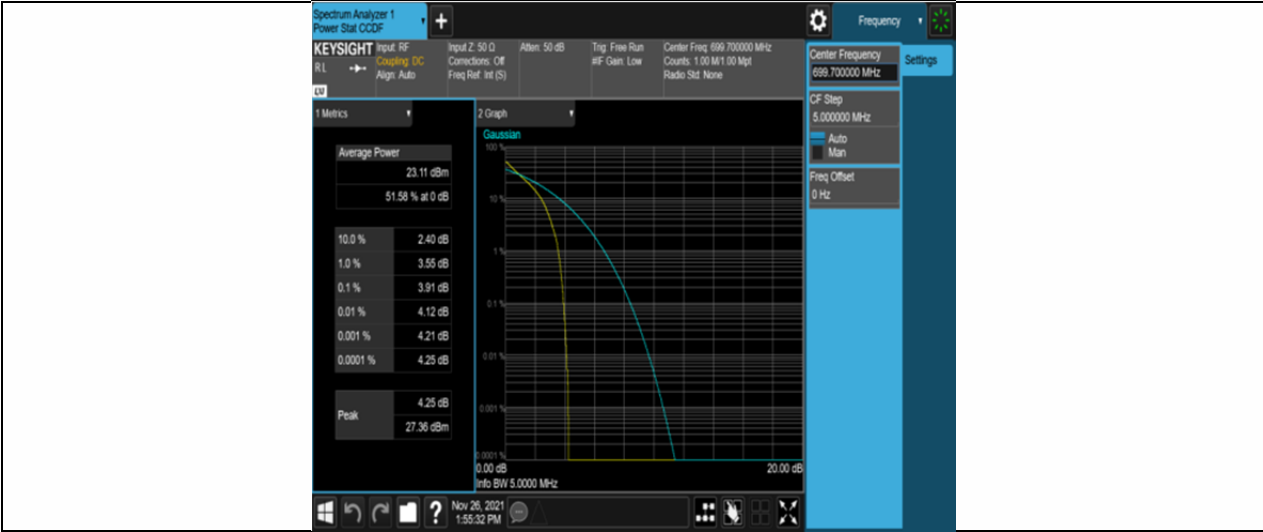 Spectrum Analyzer 1
Power Stat CCDF
Frequency
KEYSIGHT
Input: RF
Coupling: DC
Align: Auto
Input Z: 50 Ω
Corrections: Off
Freq Ref: Int (S)
Atten: 50 dB
Trig: Free Run
#IF Gain: Low
Center Freq: 699.700000 MHz
Counts: 1.00 M/1.00 Mpt
Radio Std: None
RL
Center Frequency
699.700000 MHz
Settings
CF Step
5.000000 MHz
Auto
Man
Freq Offset
0 Hz
1 Metrics
Average Power
23.11 dBm
51.58 % at 0 dB
10.0 % 2.40 dB
1.0 % 3.55 dB
0.1 % 3.91 dB
0.01 % 4.12 dB
0.001 % 4.21 dB
0.0001 % 4.25 dB
Peak
4.25 dB
27.36 dBm
2 Graph
Gaussian
100 %
10 %
1 %
0.1 %
0.01 %
0.001 %
0.0001 %
0.00 dB
20.00 dB
Info BW 5.0000 MHz
?
Nov 26, 2021
1:55:32 PM